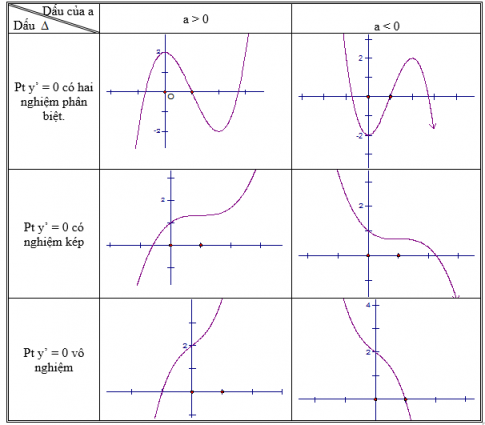 Dấu của a
Dấu Δ
a > 0
a < 0
Pt y' = 0 có hai
nghiệm phân
biệt.
2
O
-2
2
-2
Pt y' = 0 có
nghiệm kép
2
2
Pt y' = 0 vô
nghiệm
2
4
2